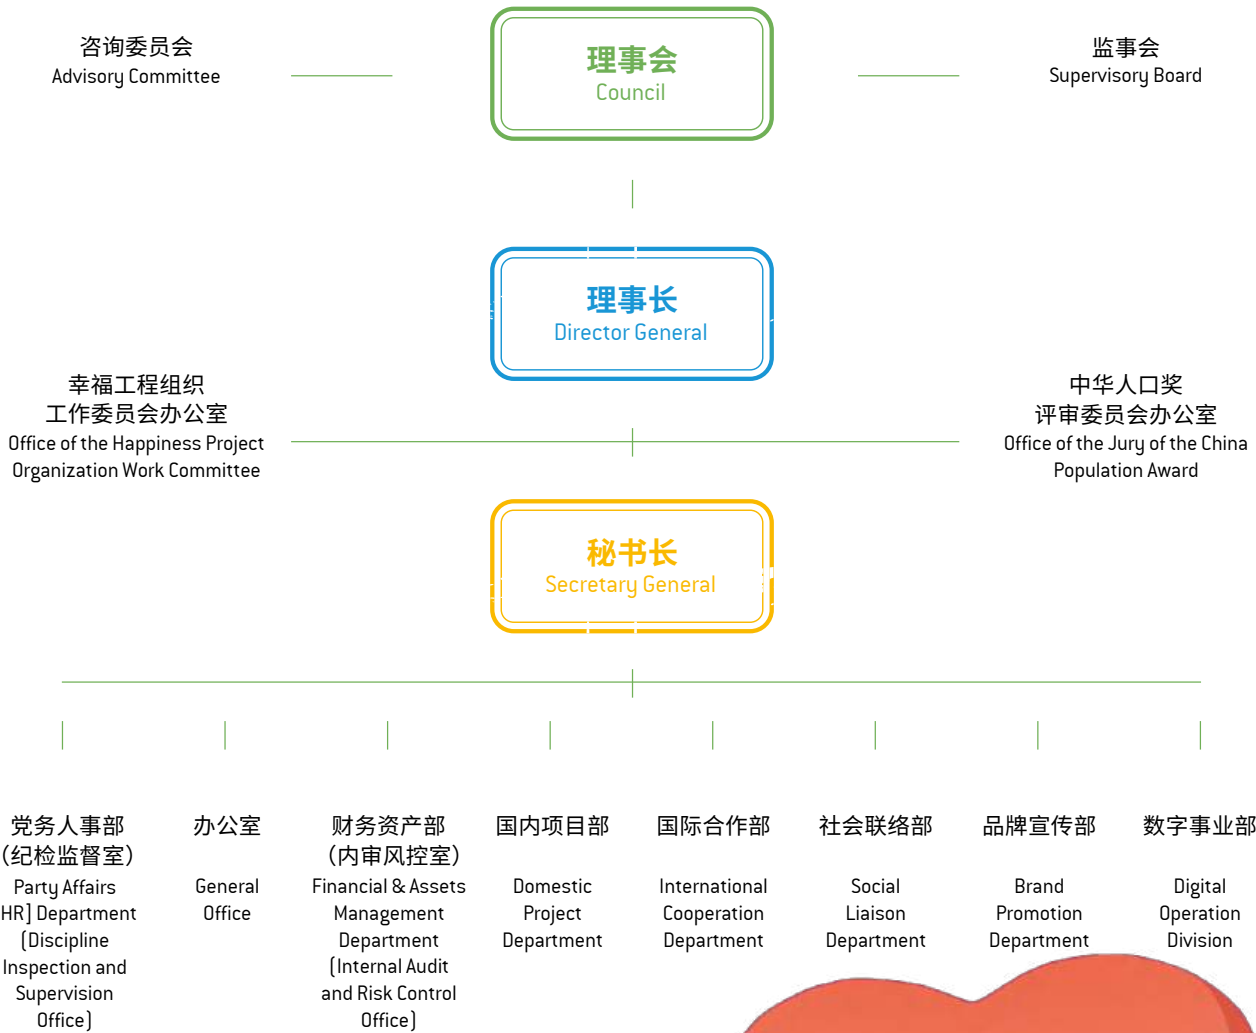 咨询委员会
Advisory Committee
理事会
Council
监事会
Supervisory Board
理事长
Director General
幸福工程组织
工作委员会办公室
Office of the Happiness Project
Organization Work Committee
中华人口奖
评审委员会办公室
Office of the Jury of the China
Population Award
秘书长
Secretary General
党务人事部
（纪检监督室）
Party Affairs
HR] Department
[Discipline
Inspection and
Supervision
Office]
办公室
General
Office
财务资产部
（内审风控室）
Financial & Assets
Management
Department
[Internal Audit
and Risk Control
Office]
国内项目部
Domestic
Project
Department
国际合作部
International
Cooperation
Department
社会联络部
Social
Liaison
Department
品牌宣传部
Brand
Promotion
Department
数字事业部
Digital
Operation
Division